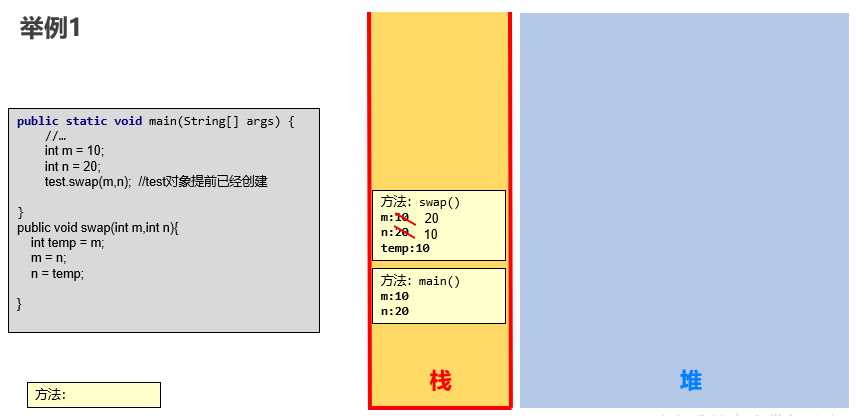 举例1
public static void main(String[] args) {
//…
int m = 10;
int n = 20;
test.swap(m,n); //test对象提前已经创建
}
public void swap(int m,int n){
int temp = m;
m = n;
n = temp;
}
方法：
方法：swap()
m:10 20
n:20 10
temp:10
方法：main()
m:10
n:20
栈
堆